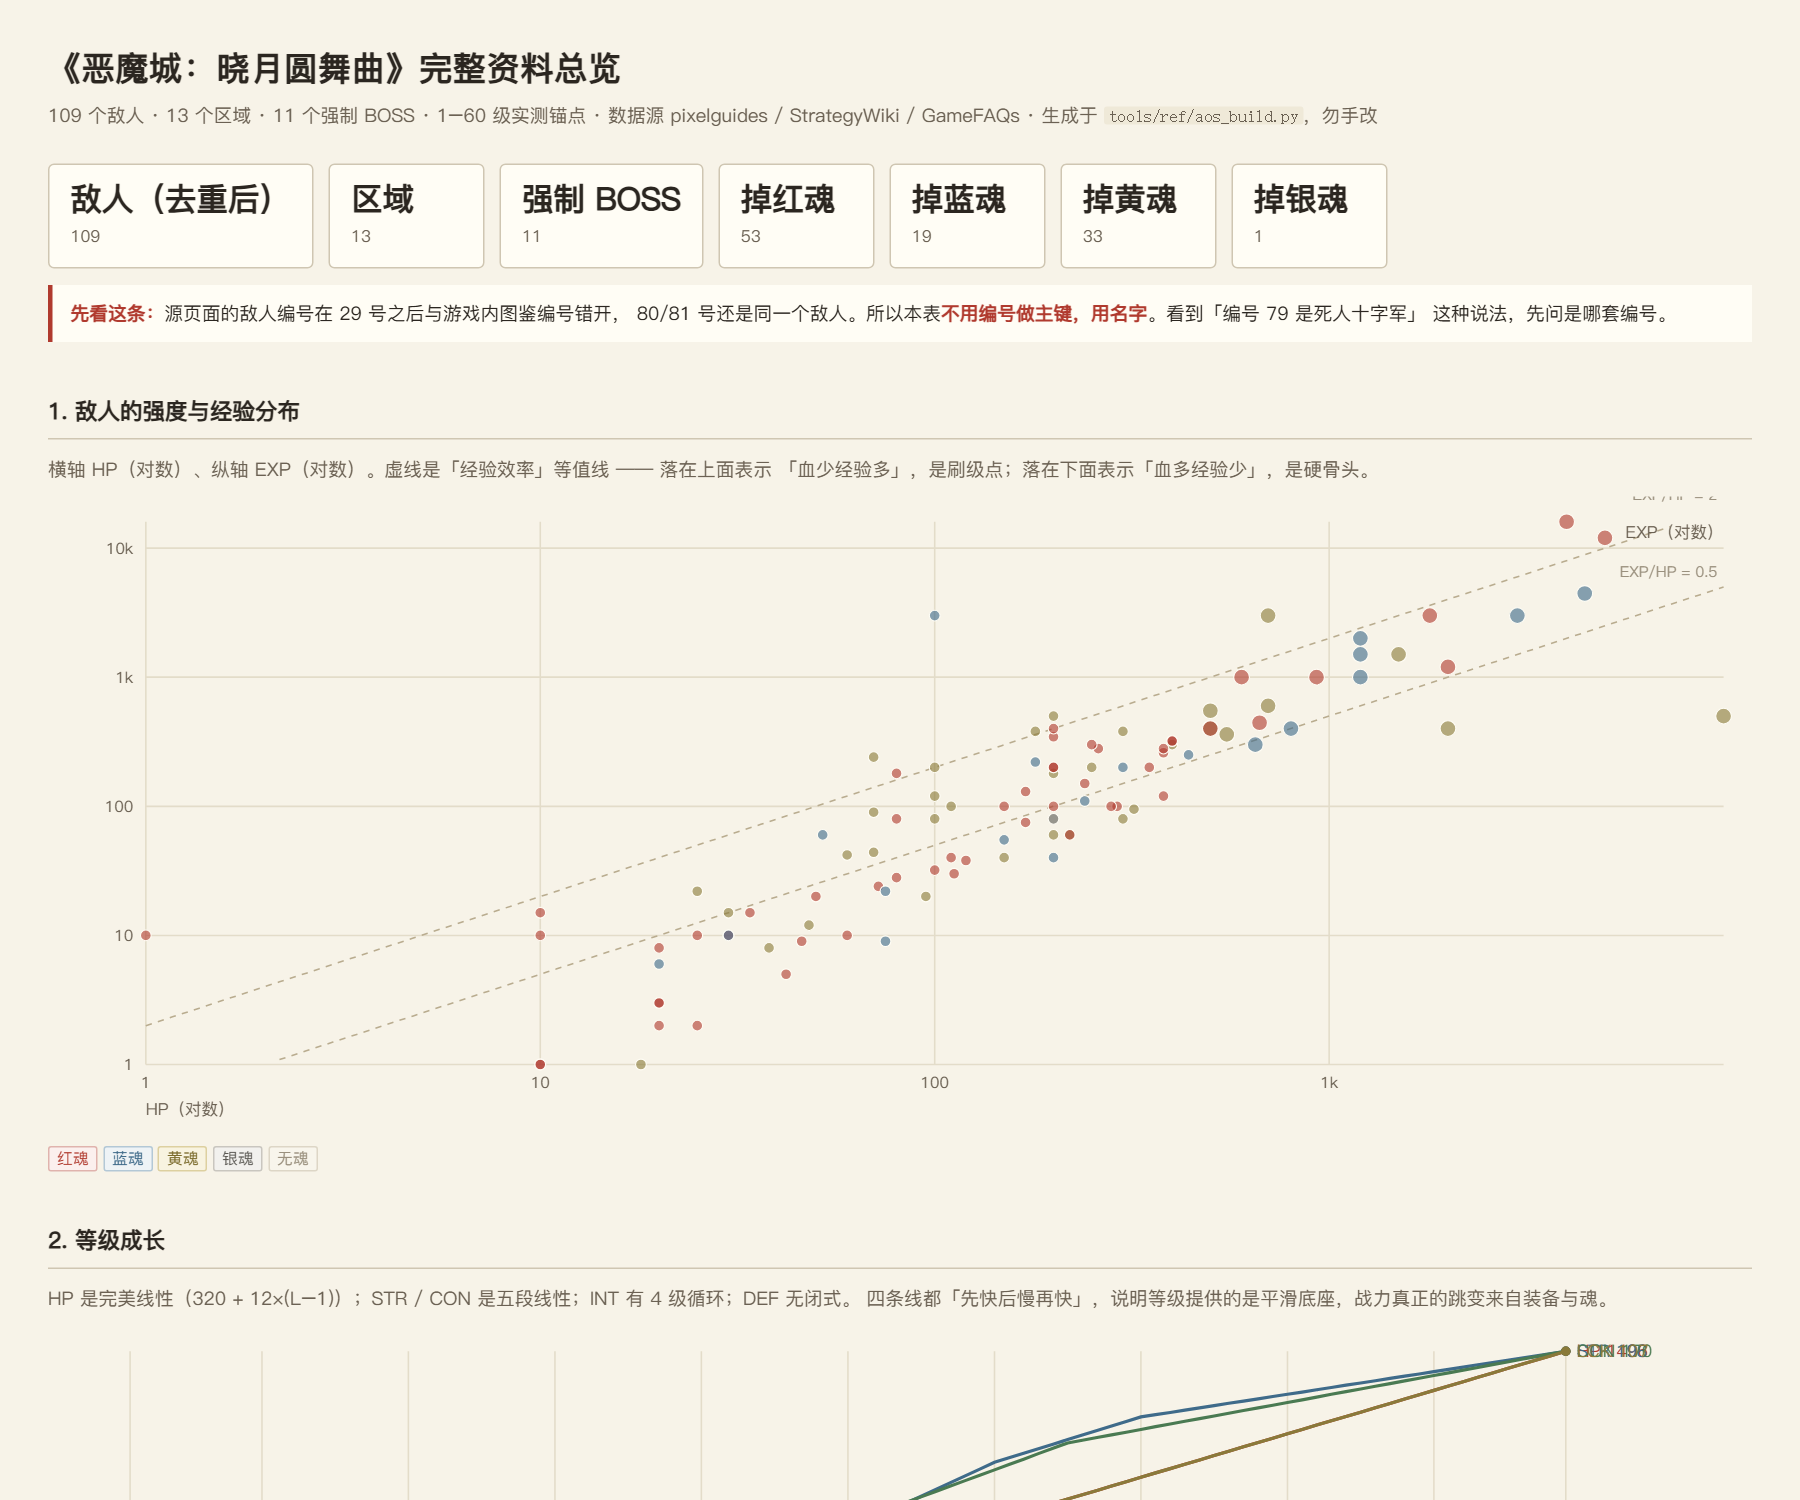 《恶魔城：晓月圆舞曲》完整资料总览
109 个敌人 · 13 个区域 · 11 个强制 BOSS · 1—60 级实测锚点 · 数据源 pixelguides / StrategyWiki / GameFAQs · 生成于 tools/ref/aos_build.py，勿手改
敌人（去重后）
109
区域
13
强制 BOSS
11
掉红魂
53
掉蓝魂
19
掉黄魂
33
掉银魂
1
先看这条：源页面的敌人编号在 29 号之后与游戏内图鉴编号错开， 80/81 号还是同一个敌人。所以本表不用编号做主键，用名字。看到「编号 79 是死人十字军」 这种说法，先问是哪套编号。
1. 敌人的强度与经验分布
横轴 HP（对数）、纵轴 EXP（对数）。虚线是「经验效率」等值线 —— 落在上面表示 「血少经验多」，是刷级点；落在下面表示「血多经验少」，是硬骨头。
EXP/HP = 2
EXP（对数）
10k
EXP/HP = 0.5
1k
100
10
1
1
10
100
1k
HP（对数）
红魂
蓝魂
黄魂
银魂
无魂
2. 等级成长
HP 是完美线性（320 + 12×(L—1)）；STR / CON 是五段线性；INT 有 4 级循环；DEF 无闭式。 四条线都「先快后慢再快」，说明等级提供的是平滑底座，战力真正的跳变来自装备与魂。